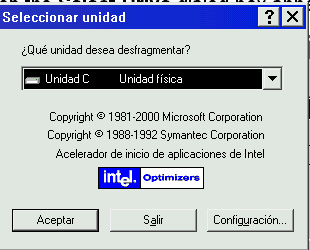 Seleccionar unidad
¿Qué unidad desea desfragmentar?
Unidad C Unidad física
Copyright © 1981-2000 Microsoft Corporation
Copyright © 1988-1992 Symantec Corporation
Acelerador de inicio de aplicaciones de Intel
intel. Optimizers
Aceptar Salir Configuración...